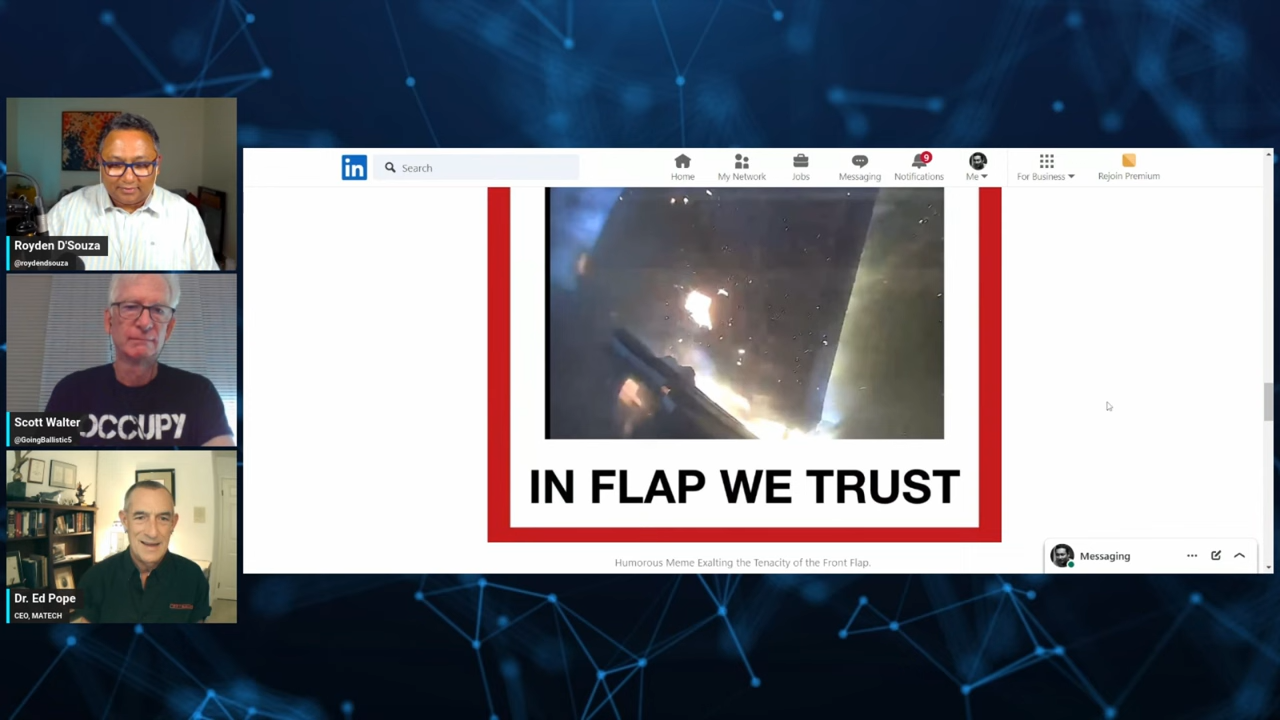 Royden D'Souza
@roydendsouza
OCCUPY
Scott Walter
@GoingBallistic5
Dr. Ed Pope
CEO, MATECH
in
Search
Home
My Network
Jobs
Messaging
9
Notifications
Me
For Business
Rejoin Premium
IN FLAP WE TRUST
Humorous Meme Exalting the Tenacity of the Front Flap.
Messaging